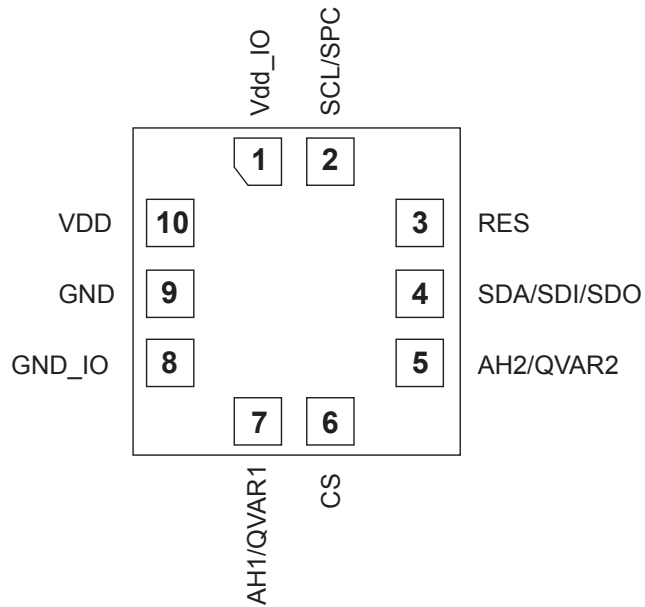 Vdd_IO
SCL/SPC
1
2
VDD
10
3
RES
GND
9
4
SDA/SDI/SDO
GND_IO
8
5
AH2/QVAR2
7
6
AH1/QVAR1
CS